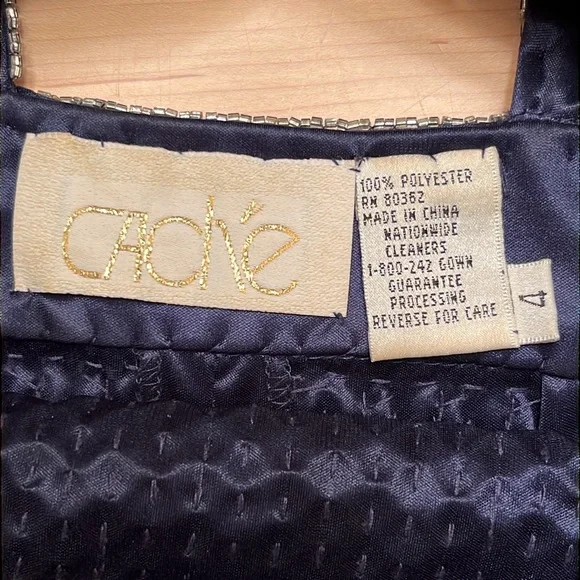 CAChé
100% POLYESTER
RN 80362
MADE IN CHINA
NATIONWIDE
CLEANERS
1-800-242 GOWN
GUARANTEE
PROCESSING
REVERSE FOR CARE
4